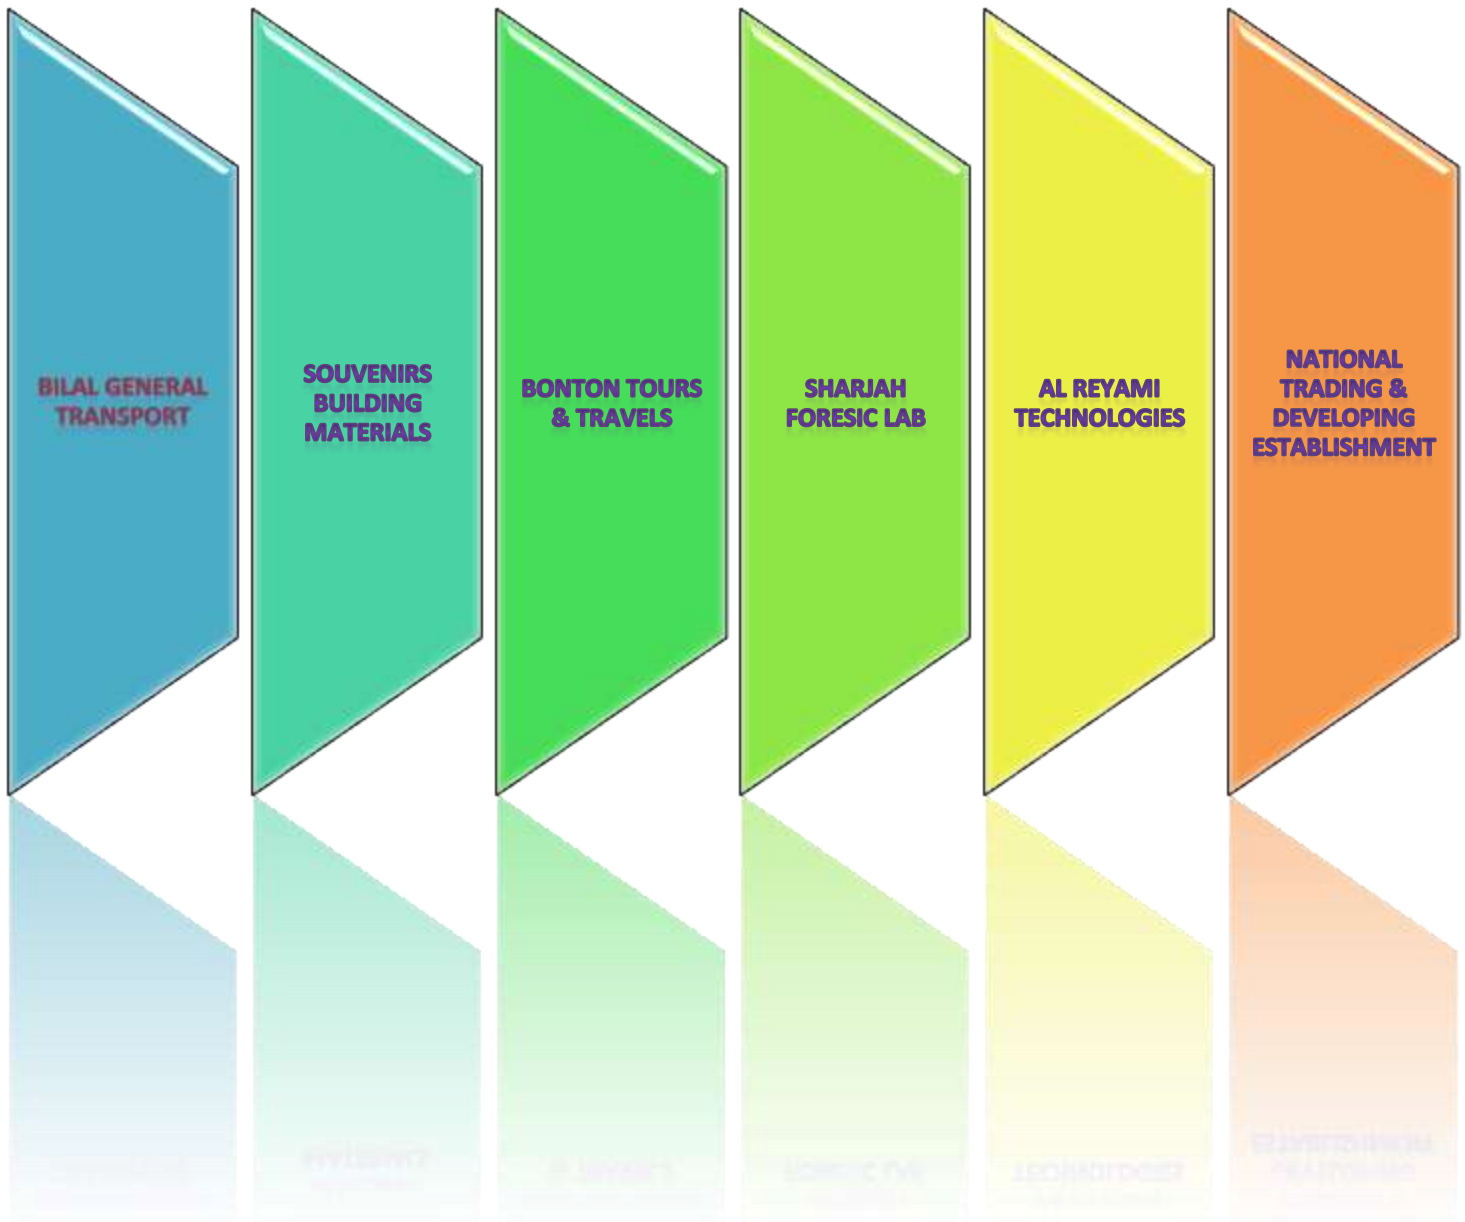 BILAL GENERAL
TRANSPORT
SOUVENIRS
BUILDING
MATERIALS
BONTON TOURS
& TRAVELS
SHARJAH
FORESIC LAB
AL REYAMI
TECHNOLOGIES
NATIONAL
TRADING &
DEVELOPING
ESTABLISHMENT